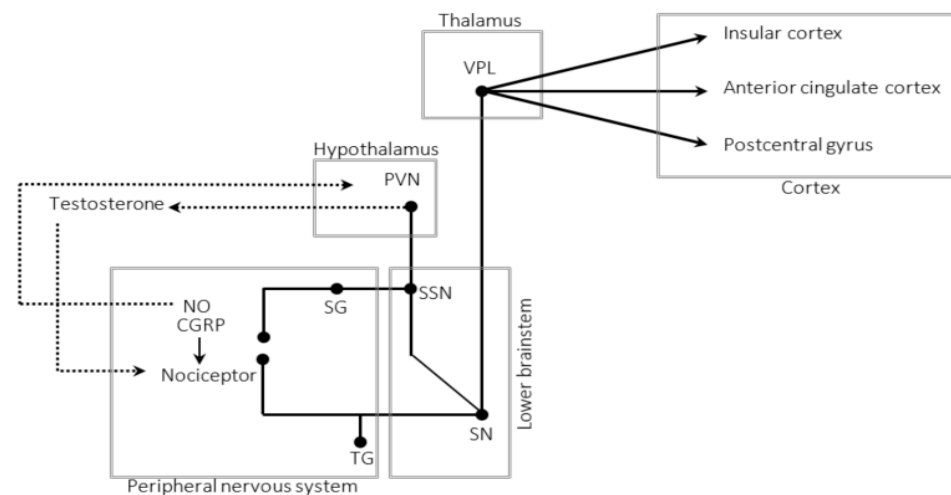 Thalamus
VPL
Insular cortex
Anterior cingulate cortex
Postcentral gyrus
Cortex
Hypothalamus
PVN
Testosterone
SG
SSN
NO
CGRP
Nociceptor
TG
SN
Lower brainstem
Peripheral nervous system